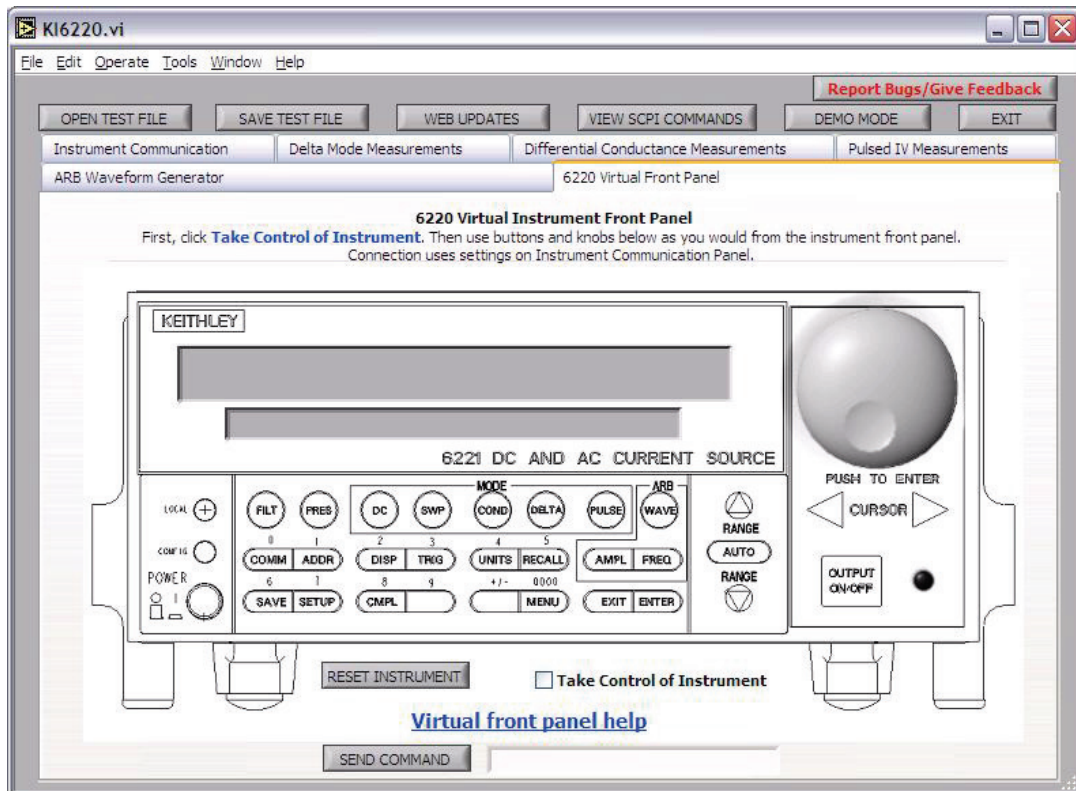 KI6220.vi
File Edit Operate Tools Window Help
Report Bugs/Give Feedback
OPEN TEST FILE SAVE TEST FILE WEB UPDATES VIEW SCPI COMMANDS DEMO MODE EXIT
Instrument Communication Delta Mode Measurements Differential Conductance Measurements Pulsed IV Measurements
ARB Waveform Generator 6220 Virtual Front Panel
6220 Virtual Instrument Front Panel
First, click Take Control of Instrument. Then use buttons and knobs below as you would from the instrument front panel.
Connection uses settings on Instrument Communication Panel.
KEITHLEY
6221 DC AND AC CURRENT SOURCE
PUSH TO ENTER
CURSOR
MODE ARB
LOCAL FILT PRES DC SWP COND DELTA PULSE WAVE
RANGE
0 1 2 3 4 5
CONFIG COMM ADDR DISP TRIG UNITS RECALL AMPL FREQ AUTO
POWER 6 7 8 9 +/- 0000 RANGE
SAVE SETUP CMPL MENU EXIT ENTER
OUTPUT
ON/OFF
RESET INSTRUMENT Take Control of Instrument
Virtual front panel help
SEND COMMAND